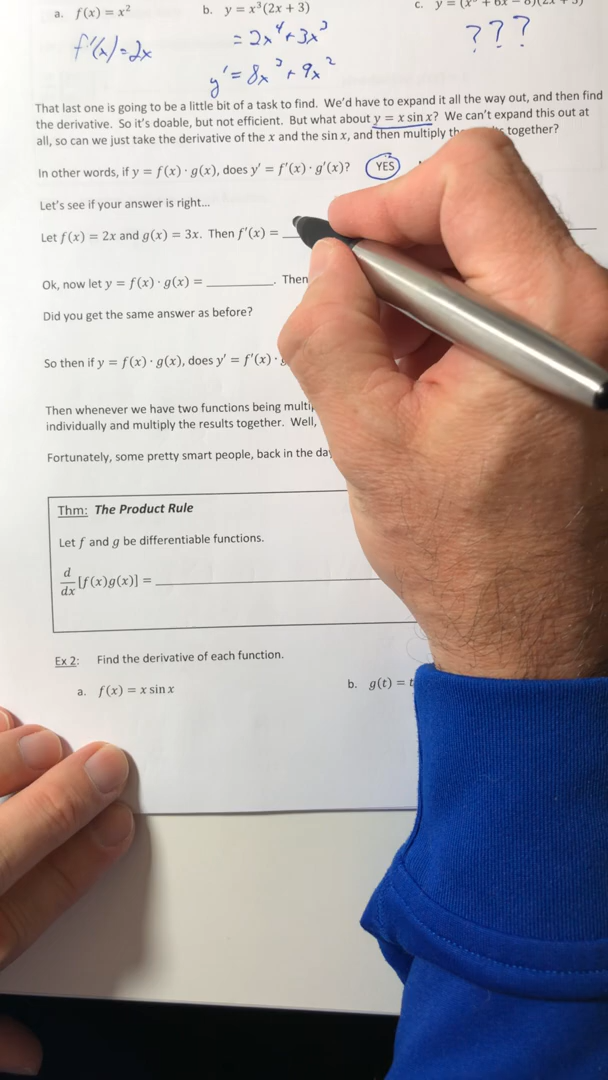 a. f(x) = x² b. y = x³(2x + 3) c. y =
f'(x)=2x = 2x⁴+3x³ ???
y' = 8x³+9x²
That last one is going to be a little bit of a task to find. We'd have to expand it all the way out, and then find
the derivative. So it's doable, but not efficient. But what about y = x sin x? We can't expand this out at
all, so can we just take the derivative of the x and the sin x, and then multiply together?
In other words, if y = f(x) · g(x), does y' = f'(x) · g'(x)? YES
Let's see if your answer is right...
Let f(x) = 2x and g(x) = 3x. Then f'(x) =
Ok, now let y = f(x) · g(x) = ________. Then
Did you get the same answer as before?
So then if y = f(x) · g(x), does y' = f'(x) ·
Then whenever we have two functions being
individually and multiply the results together. Well,
Fortunately, some pretty smart people, back in the
Thm: The Product Rule
Let f and g be differentiable functions.
d/dx [f(x)g(x)] = ________
Ex 2: Find the derivative of each function.
a. f(x) = x sin x b. g(t) =